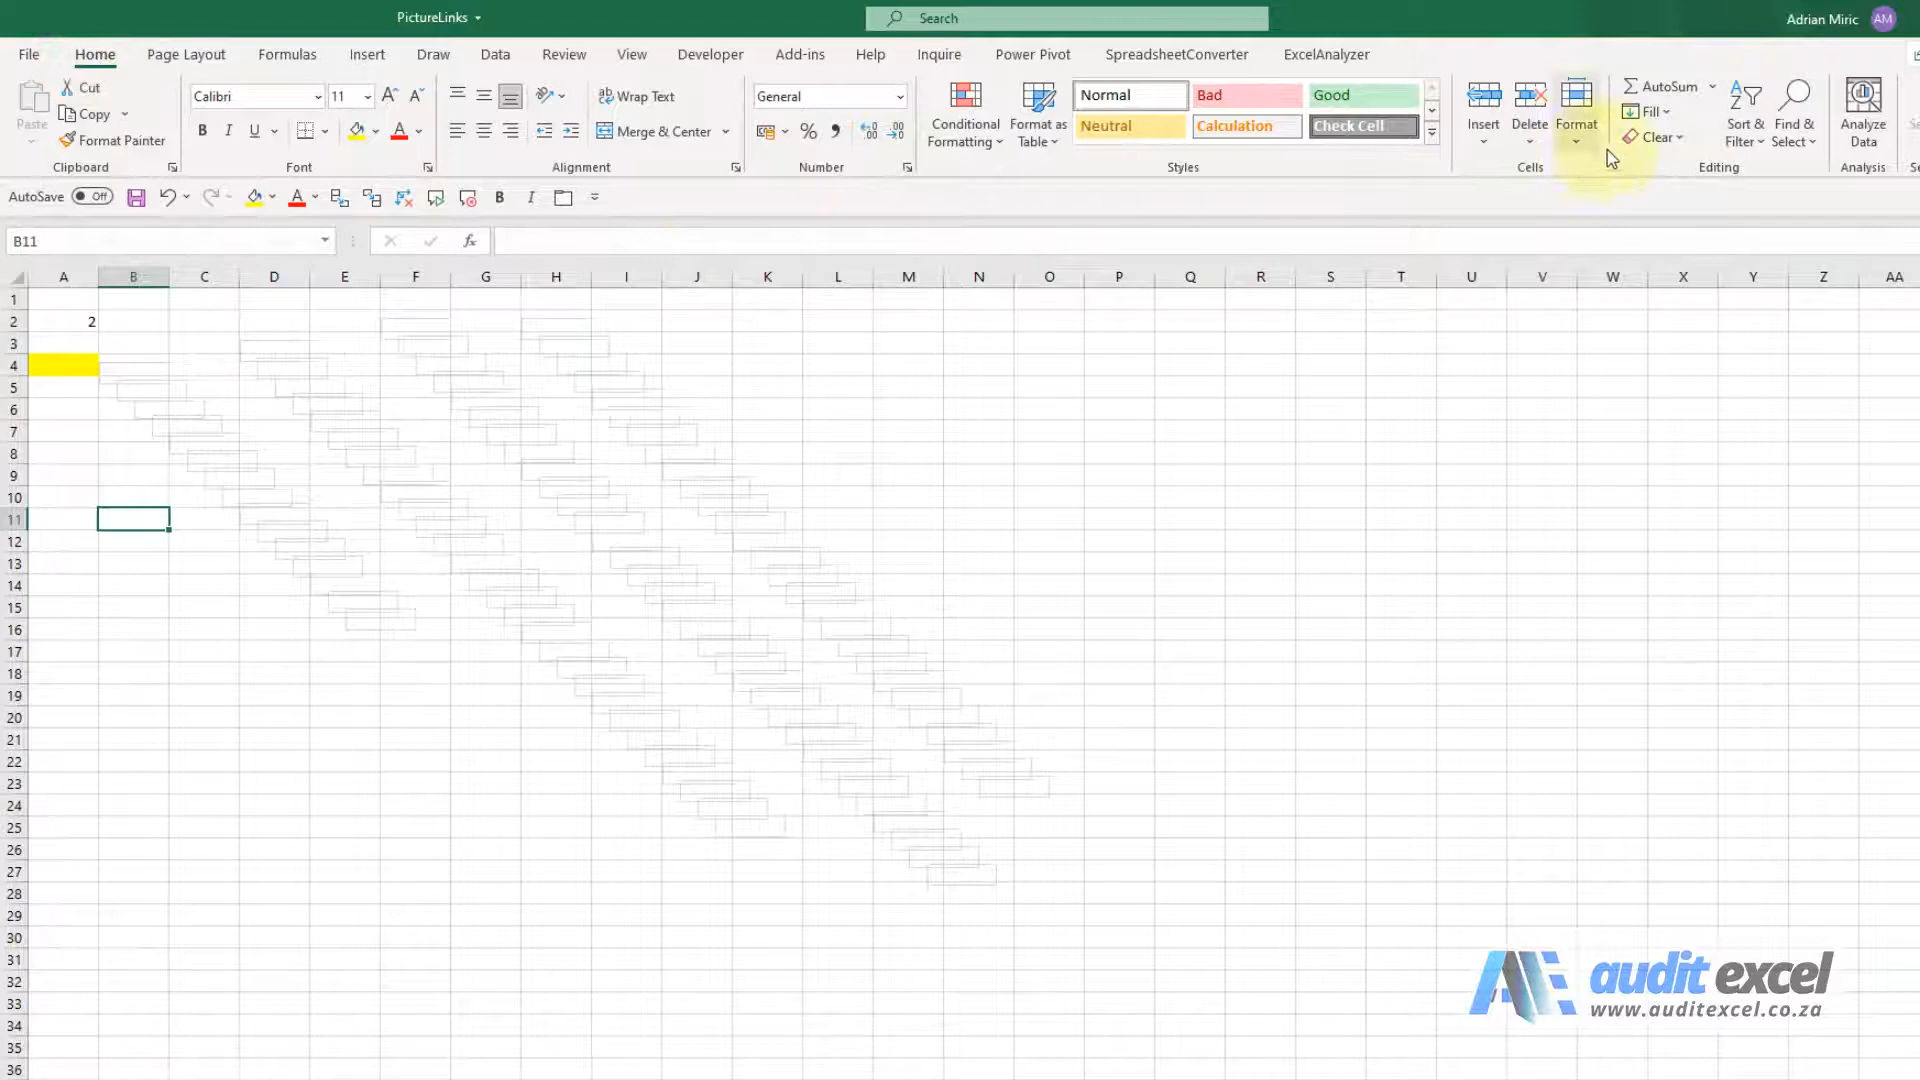 PictureLinks
Search
Adrian Miric AM
File Home Page Layout Formulas Insert Draw Data Review View Developer Add-ins Help Inquire Power Pivot SpreadsheetConverter ExcelAnalyzer
Paste
Cut
Copy
Format Painter
Clipboard
Calibri 11
B I U
Font
Wrap Text
Merge & Center
Alignment
General
%
Number
Conditional Formatting
Format as Table
Normal Bad Good
Neutral Calculation Check Cell
Styles
Insert Delete Format
Cells
AutoSum
Fill
Clear
Sort & Filter
Find & Select
Editing
Analyze Data
Analysis
AutoSave Off
B I
B11
fx
A B C D E F G H I J K L M N O P Q R S T U V W X Y Z AA
1
2 2
3
4
5
6
7
8
9
10
11
12
13
14
15
16
17
18
19
20
21
22
23
24
25
26
27
28
29
30
31
32
33
34
35
36
audit excel
www.auditexcel.co.za